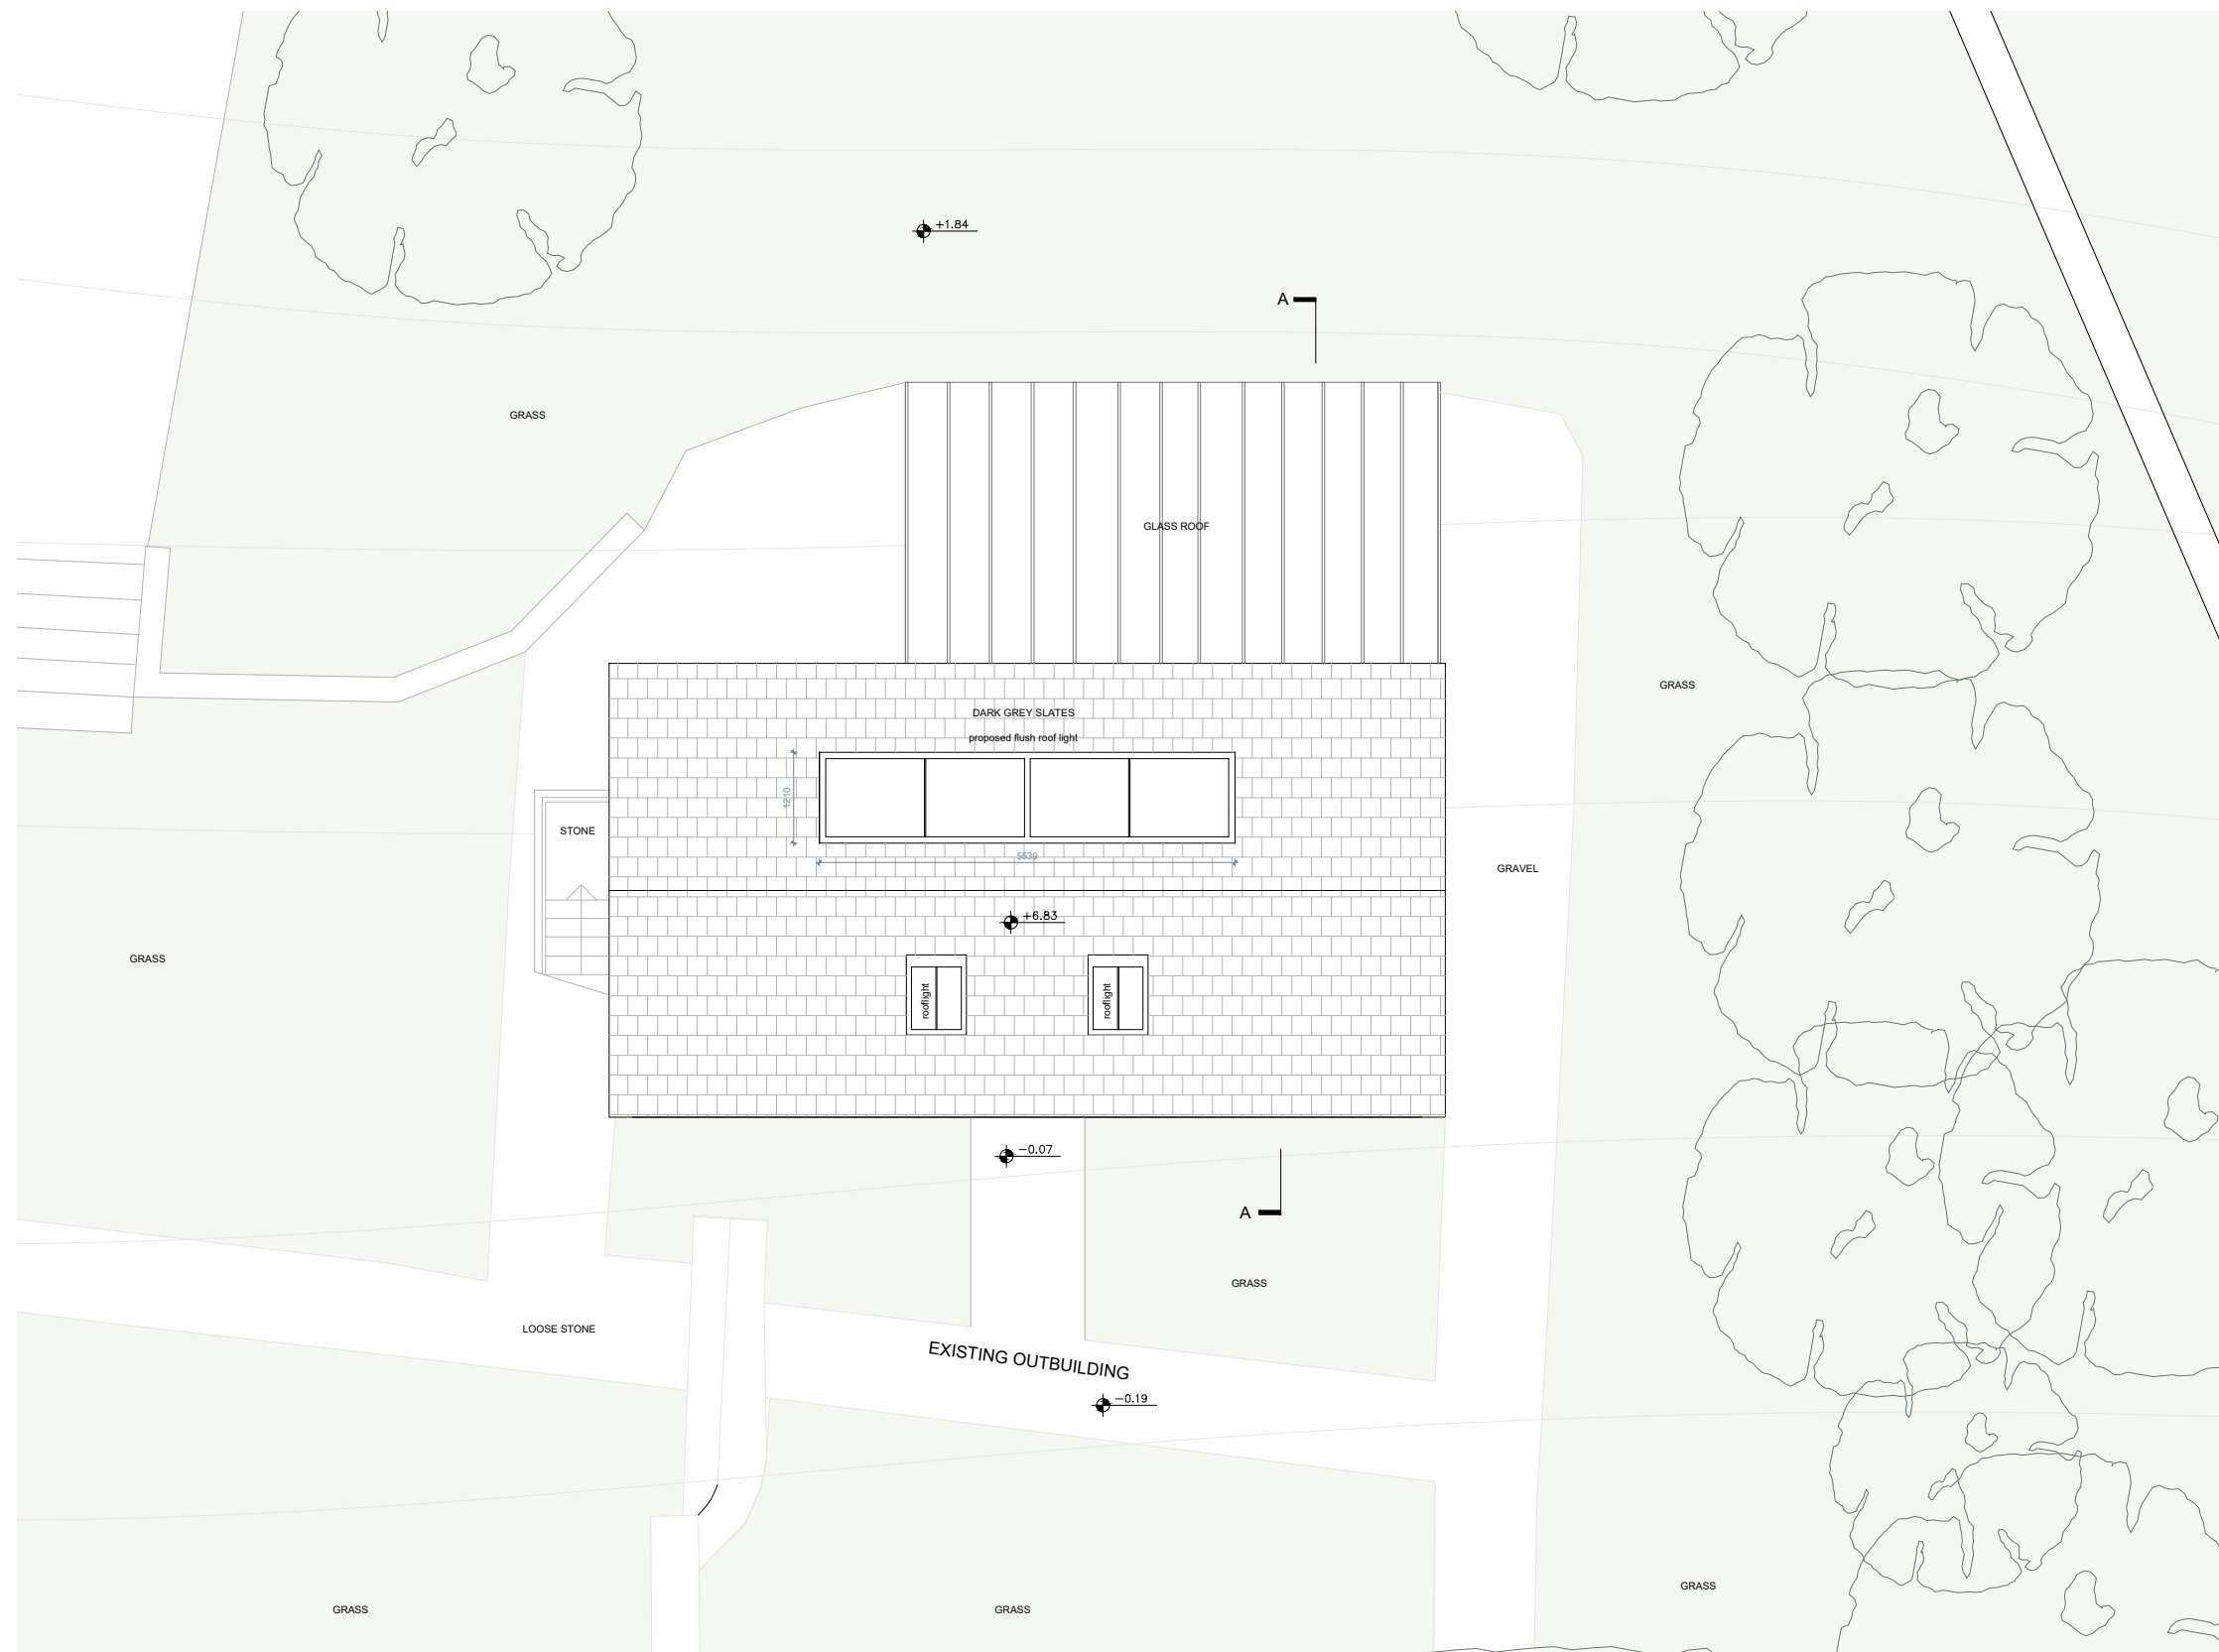 +1.84
A
GRASS
GLASS ROOF
GRASS
DARK GREY SLATES
proposed flush roof light
1210
STONE
5539
GRAVEL
+6.83
GRASS
rooflight
rooflight
-0.07
A
GRASS
LOOSE STONE
EXISTING OUTBUILDING
-0.19
GRASS
GRASS
GRASS